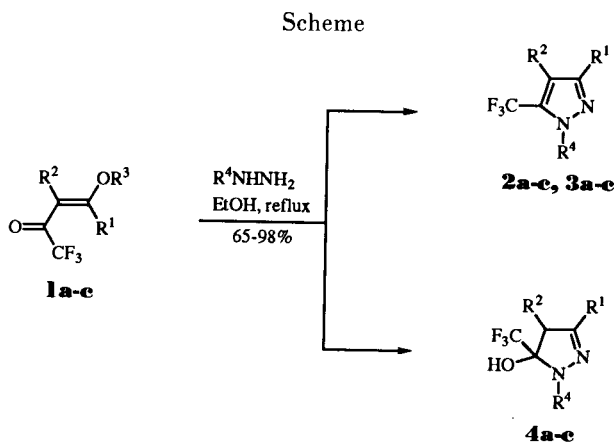 Scheme
R² OR³
O R¹
CF₃
1a-c
R⁴NHNH₂
EtOH, reflux
65-98%
R² R¹
F₃C N
N
R⁴
2a-c, 3a-c
R² R¹
F₃C
HO N N
R⁴
4a-c